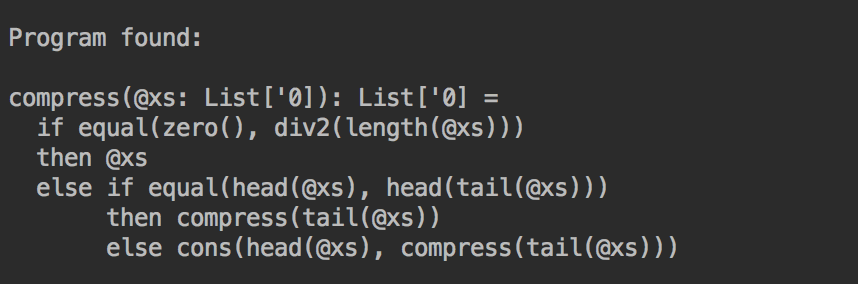 Program found:
compress(@xs: List['0]): List['0] =
if equal(zero(), div2(length(@xs)))
then @xs
else if equal(head(@xs), head(tail(@xs)))
then compress(tail(@xs))
else cons(head(@xs), compress(tail(@xs)))